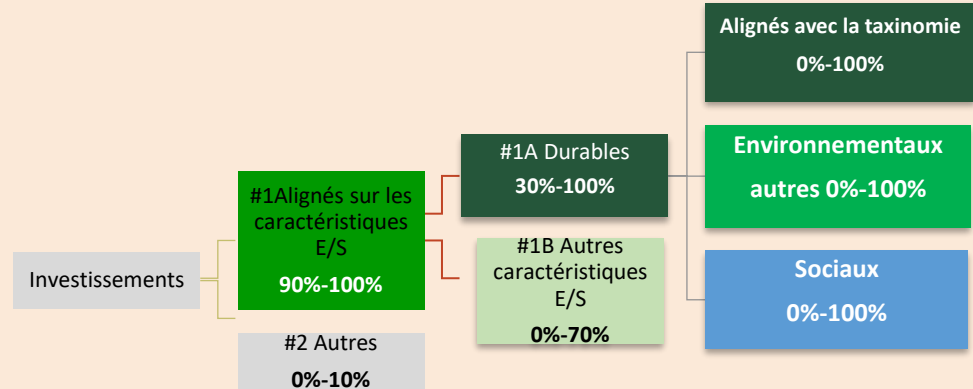 Investissements
#1Alignés sur les
caractéristiques
E/S
90%-100%
#2 Autres
0%-10%
#1A Durables
30%-100%
#1B Autres
caractéristiques
E/S
0%-70%
Alignés avec la taxinomie
0%-100%
Environnementaux
autres 0%-100%
Sociaux
0%-100%